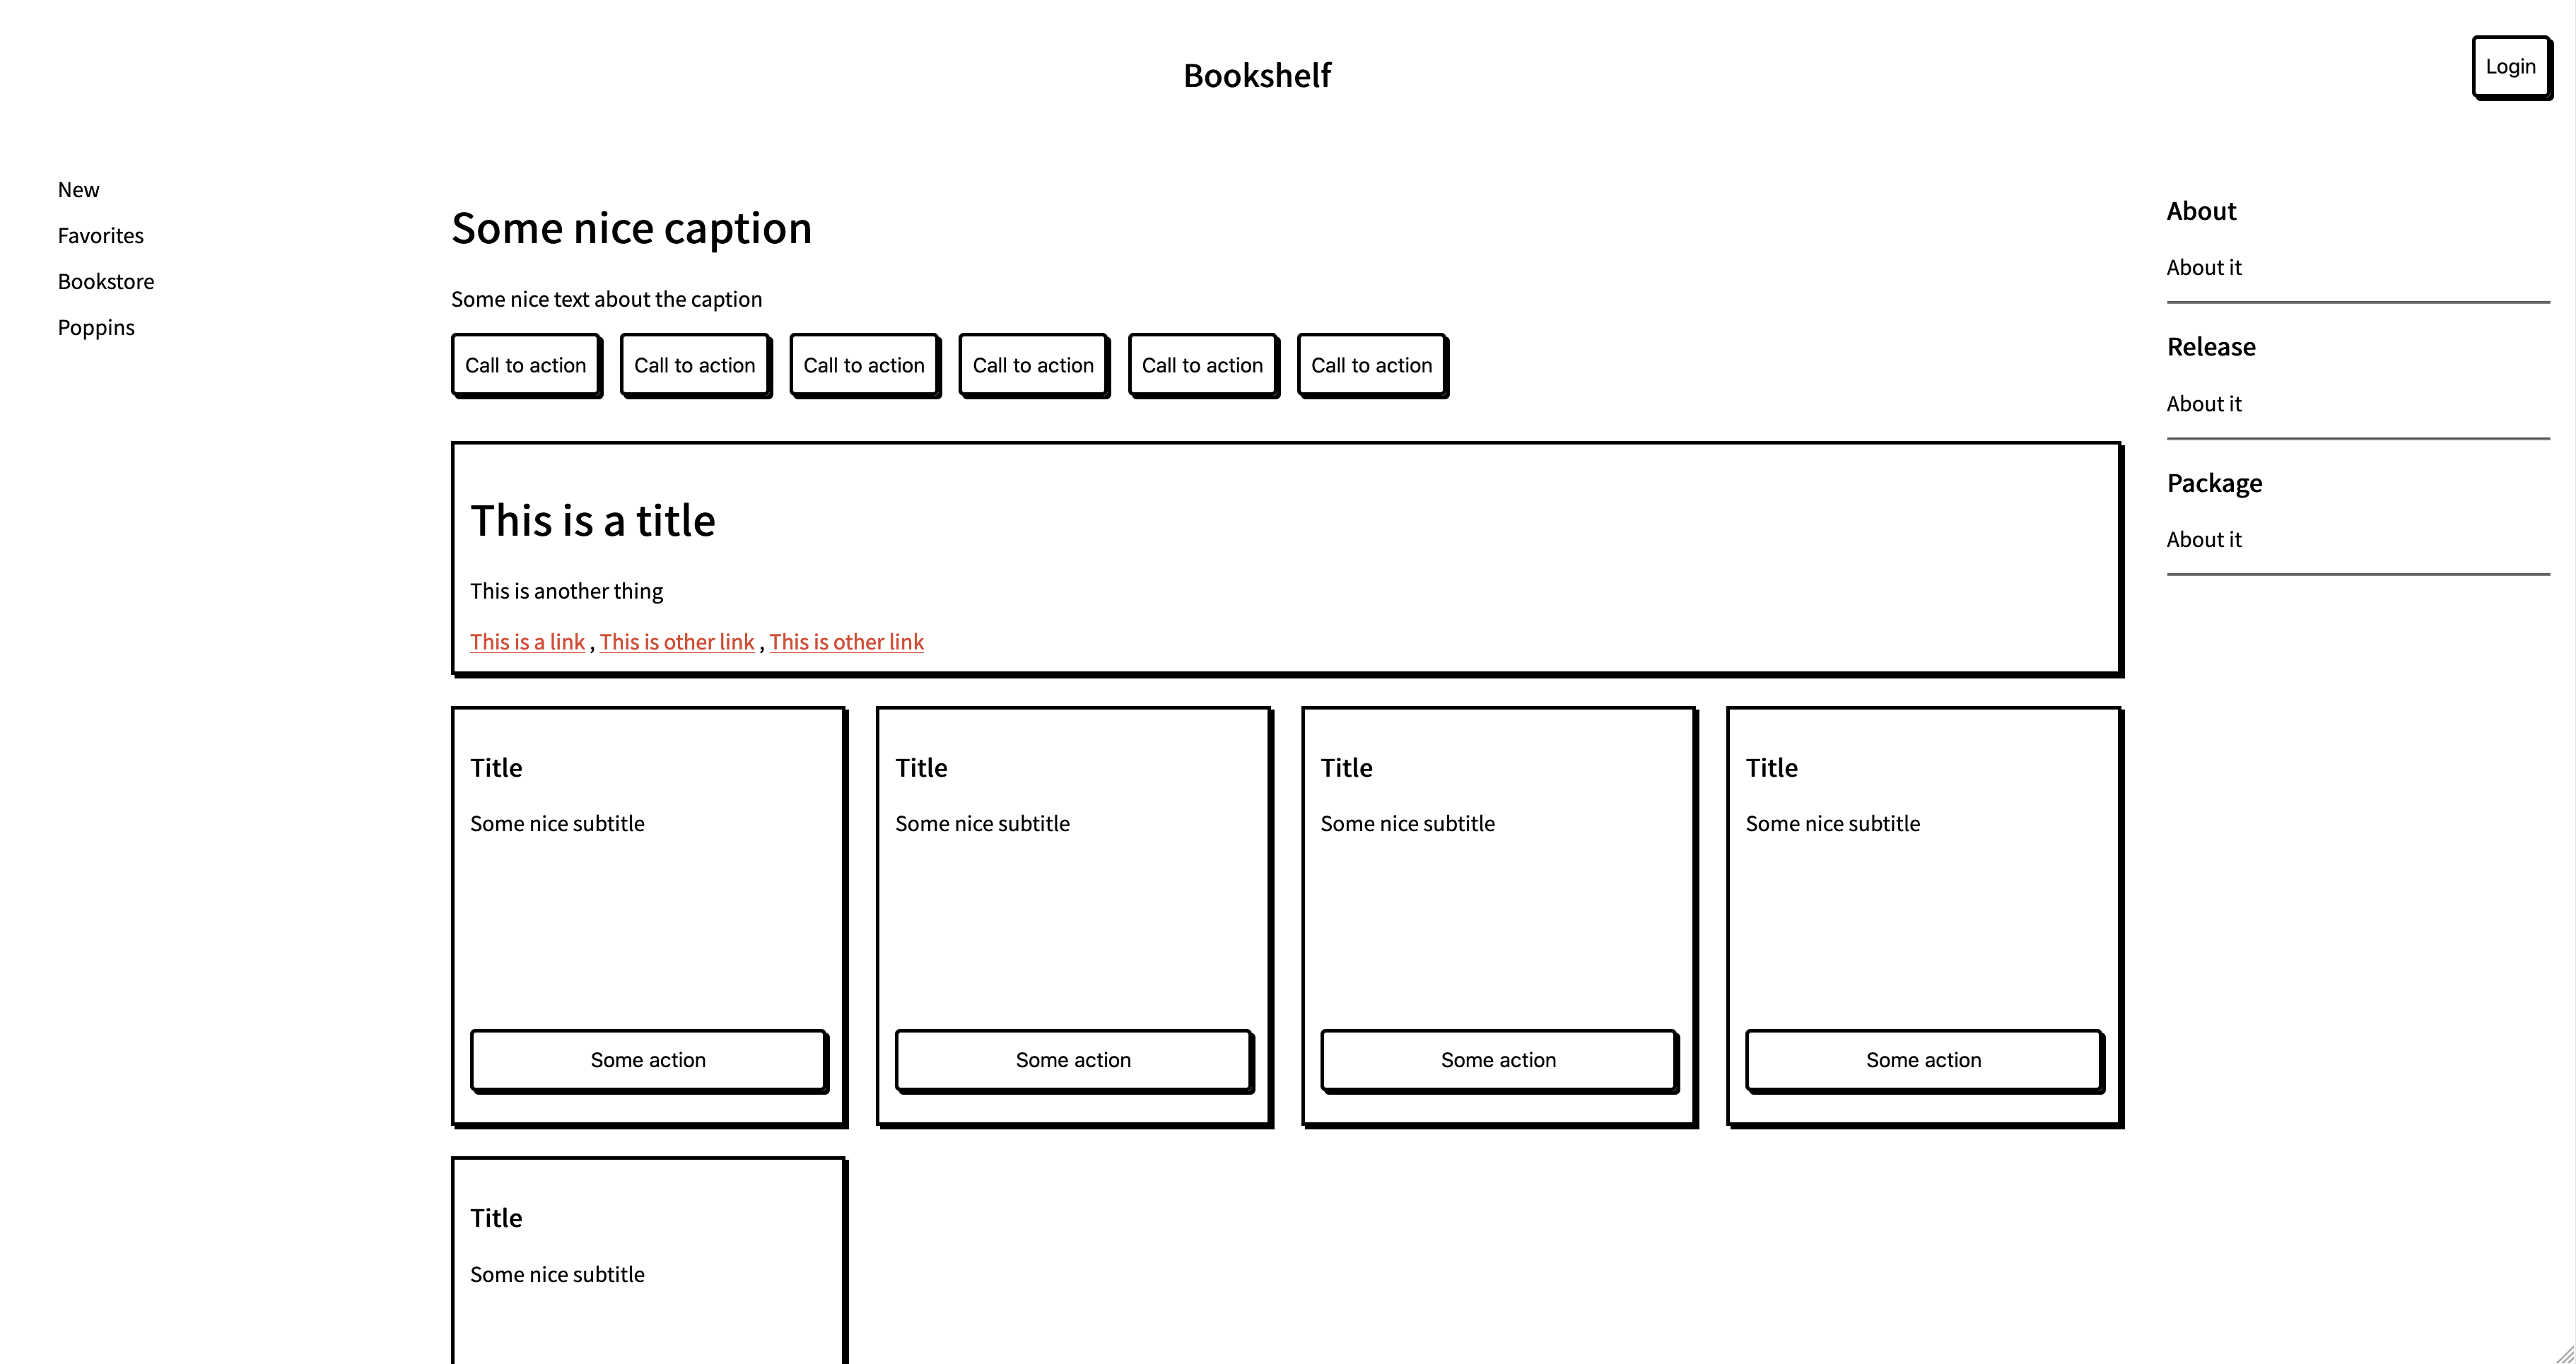 Bookshelf
Login
New
Favorites
Bookstore
Poppins
Some nice caption
Some nice text about the caption
Call to action Call to action Call to action Call to action Call to action Call to action
This is a title
This is another thing
This is a link , This is other link , This is other link
Title
Some nice subtitle
Some action
Title
Some nice subtitle
Some action
Title
Some nice subtitle
Some action
Title
Some nice subtitle
Some action
Title
Some nice subtitle
About
About it
Release
About it
Package
About it